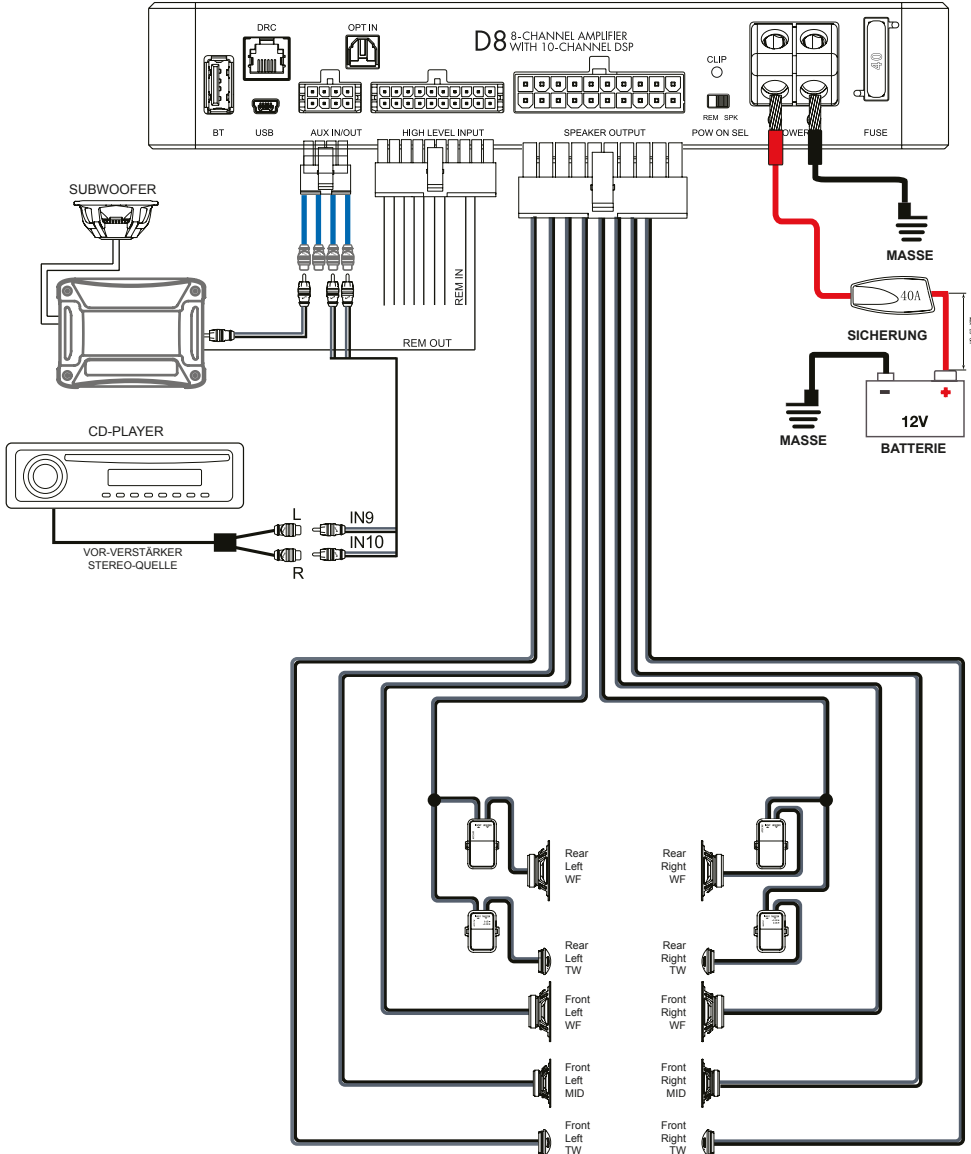 DRC
OPT IN
D8 8-CHANNEL AMPLIFIER
WITH 10-CHANNEL DSP
CLIP
40
REM SPK
BT
USB
AUX IN/OUT
HIGH LEVEL INPUT
SPEAKER OUTPUT
POW ON SEL
POWER
FUSE
SUBWOOFER
MASSE
REM IN
40A
SICHERUNG
REM OUT
MASSE
12V
BATTERIE
CD-PLAYER
L
IN9
IN10
R
VOR-VERSTÄRKER
STEREO-QUELLE
Rear
Left
WF
Rear
Right
WF
Rear
Left
TW
Rear
Right
TW
Front
Left
WF
Front
Right
WF
Front
Left
MID
Front
Right
MID
Front
Left
TW
Front
Right
TW